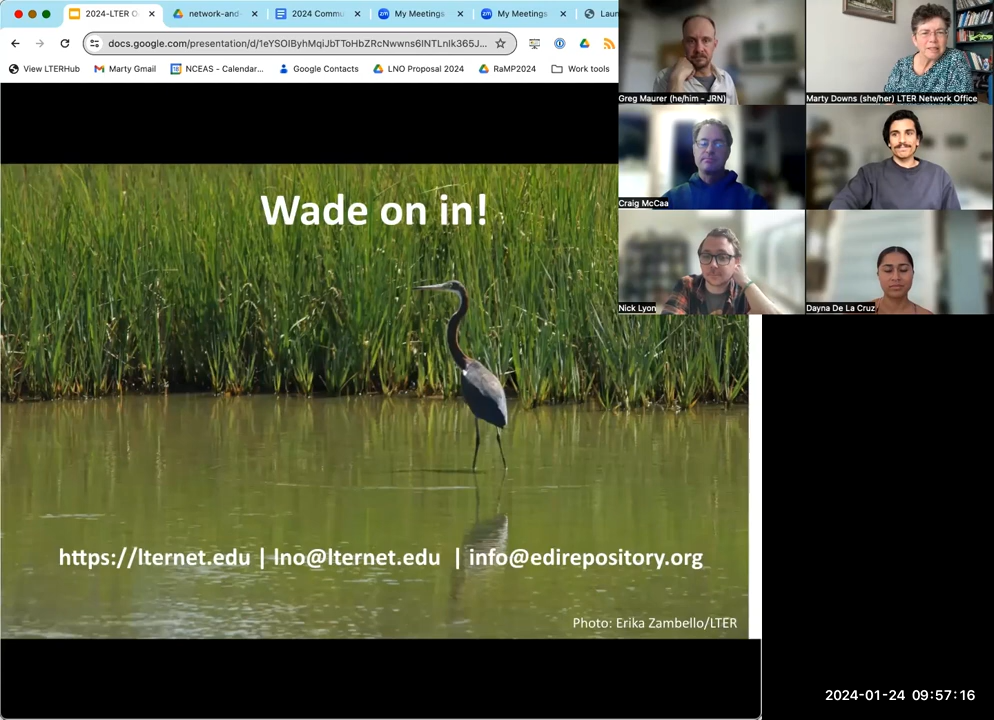 2024-LTER O
network-and-
2024 Commu
My Meetings
My Meetings
Laun
docs.google.com/presentation/d/1eYSOIByhMqiJbTToHbZRcNwwns6INTLnIk365J...
View LTERHub
Marty Gmail
NCEAS - Calendar...
Google Contacts
LNO Proposal 2024
RaMP2024
Work tools
Greg Maurer (he/him - JRN)
Marty Downs (she/her) LTER Network Office
Craig McCaa
Nick Lyon
Dayna De La Cruz
Wade on in!
https://lternet.edu | lno@lternet.edu | info@edirepository.org
Photo: Erika Zambello/LTER
2024-01-24 09:57:16